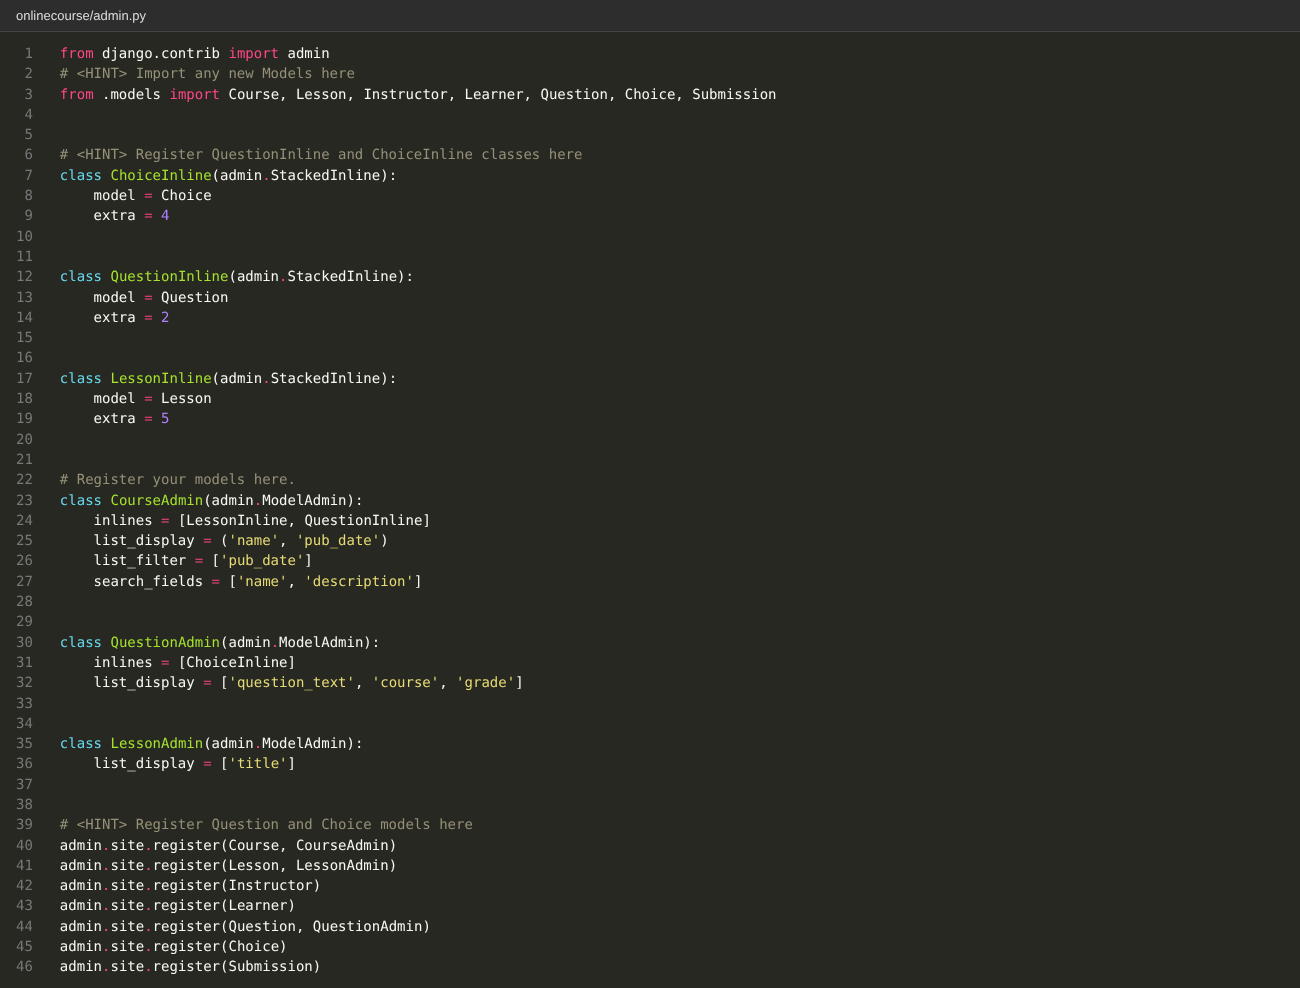 onlinecourse/admin.py
1 from django.contrib import admin
2 # <HINT> Import any new Models here
3 from .models import Course, Lesson, Instructor, Learner, Question, Choice, Submission
4
5
6 # <HINT> Register QuestionInline and ChoiceInline classes here
7 class ChoiceInline(admin.StackedInline):
8     model = Choice
9     extra = 4
10
11
12 class QuestionInline(admin.StackedInline):
13     model = Question
14     extra = 2
15
16
17 class LessonInline(admin.StackedInline):
18     model = Lesson
19     extra = 5
20
21
22 # Register your models here.
23 class CourseAdmin(admin.ModelAdmin):
24     inlines = [LessonInline, QuestionInline]
25     list_display = ('name', 'pub_date')
26     list_filter = ['pub_date']
27     search_fields = ['name', 'description']
28
29
30 class QuestionAdmin(admin.ModelAdmin):
31     inlines = [ChoiceInline]
32     list_display = ['question_text', 'course', 'grade']
33
34
35 class LessonAdmin(admin.ModelAdmin):
36     list_display = ['title']
37
38
39 # <HINT> Register Question and Choice models here
40 admin.site.register(Course, CourseAdmin)
41 admin.site.register(Lesson, LessonAdmin)
42 admin.site.register(Instructor)
43 admin.site.register(Learner)
44 admin.site.register(Question, QuestionAdmin)
45 admin.site.register(Choice)
46 admin.site.register(Submission)